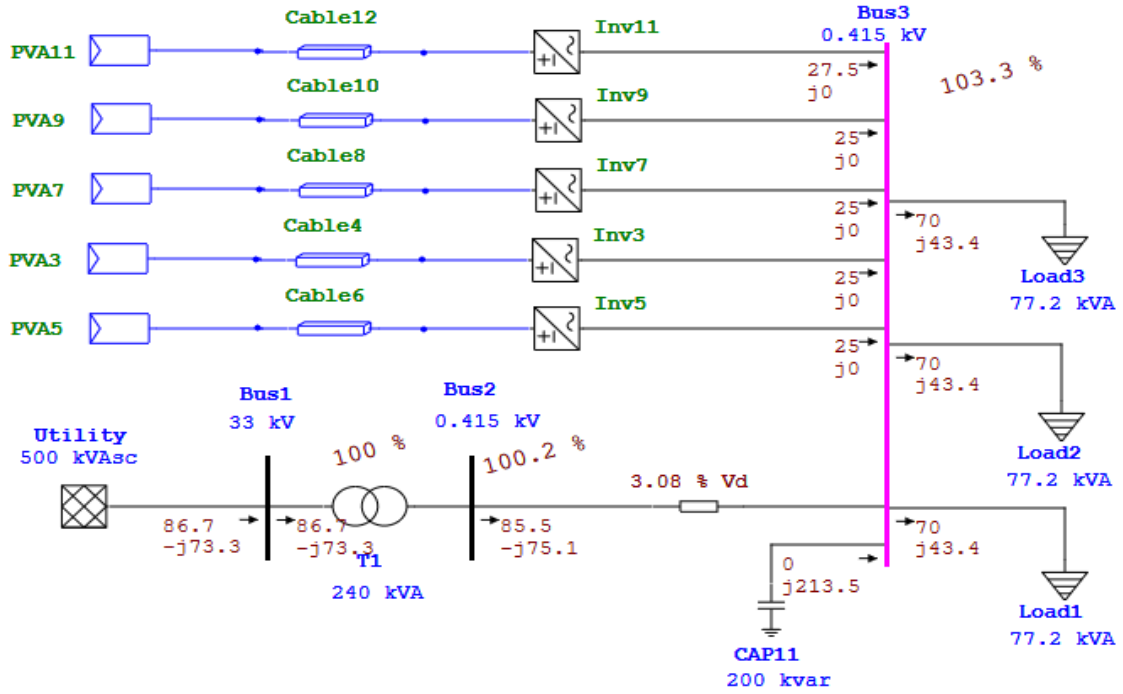 Cable12
Bus3
0.415 kV
PVA11
Inv11
27.5
j0
103.3 %
Cable10
PVA9
Inv9
25
j0
Cable8
PVA7
Inv7
25
j0
70
j43.4
Load3
77.2 kVA
Cable4
PVA3
Inv3
25
j0
Cable6
PVA5
Inv5
25
j0
70
j43.4
Load2
77.2 kVA
Bus1
33 kV
Bus2
0.415 kV
Utility
500 kVAsc
100 %
100.2 %
3.08 % Vd
86.7
-j73.3
86.7
-j73.3
T1
240 kVA
85.5
-j75.1
0
j213.5
CAP11
200 kvar
70
j43.4
Load1
77.2 kVA